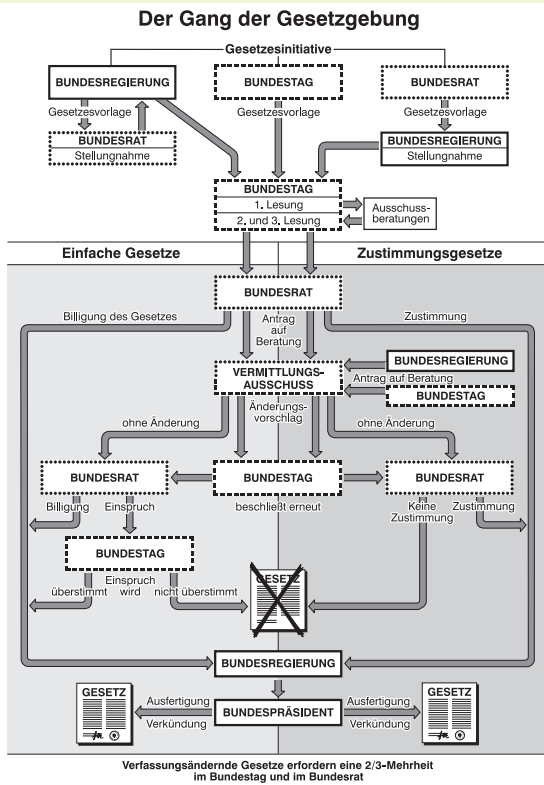 Der Gang der Gesetzgebung
Gesetzesinitiative
BUNDESREGIERUNG
BUNDESTAG
BUNDESRAT
Gesetzesvorlage
Gesetzesvorlage
Gesetzesvorlage
BUNDESRAT
Stellungnahme
BUNDESREGIERUNG
Stellungnahme
BUNDESTAG
1. Lesung
2. und 3. Lesung
Ausschuss-
beratungen
Einfache Gesetze
Zustimmungsgesetze
BUNDESRAT
Billigung des Gesetzes
Antrag
auf
Beratung
Zustimmung
VERMITTLUNGS-
AUSSCHUSS
BUNDESREGIERUNG
Antrag auf Beratung
BUNDESTAG
Änderungs-
vorschlag
ohne Änderung
ohne Änderung
BUNDESRAT
BUNDESTAG
BUNDESRAT
beschließt erneut
Billigung
Einspruch
Keine
Zustimmung
Zustimmung
BUNDESTAG
überstimmt
Einspruch
wird
nicht überstimmt
GESETZ
BUNDESREGIERUNG
GESETZ
Ausfertigung
Verkündung
BUNDESPRÄSIDENT
Ausfertigung
Verkündung
GESETZ
Verfassungsändernde Gesetze erfordern eine 2/3-Mehrheit
im Bundestag und im Bundesrat